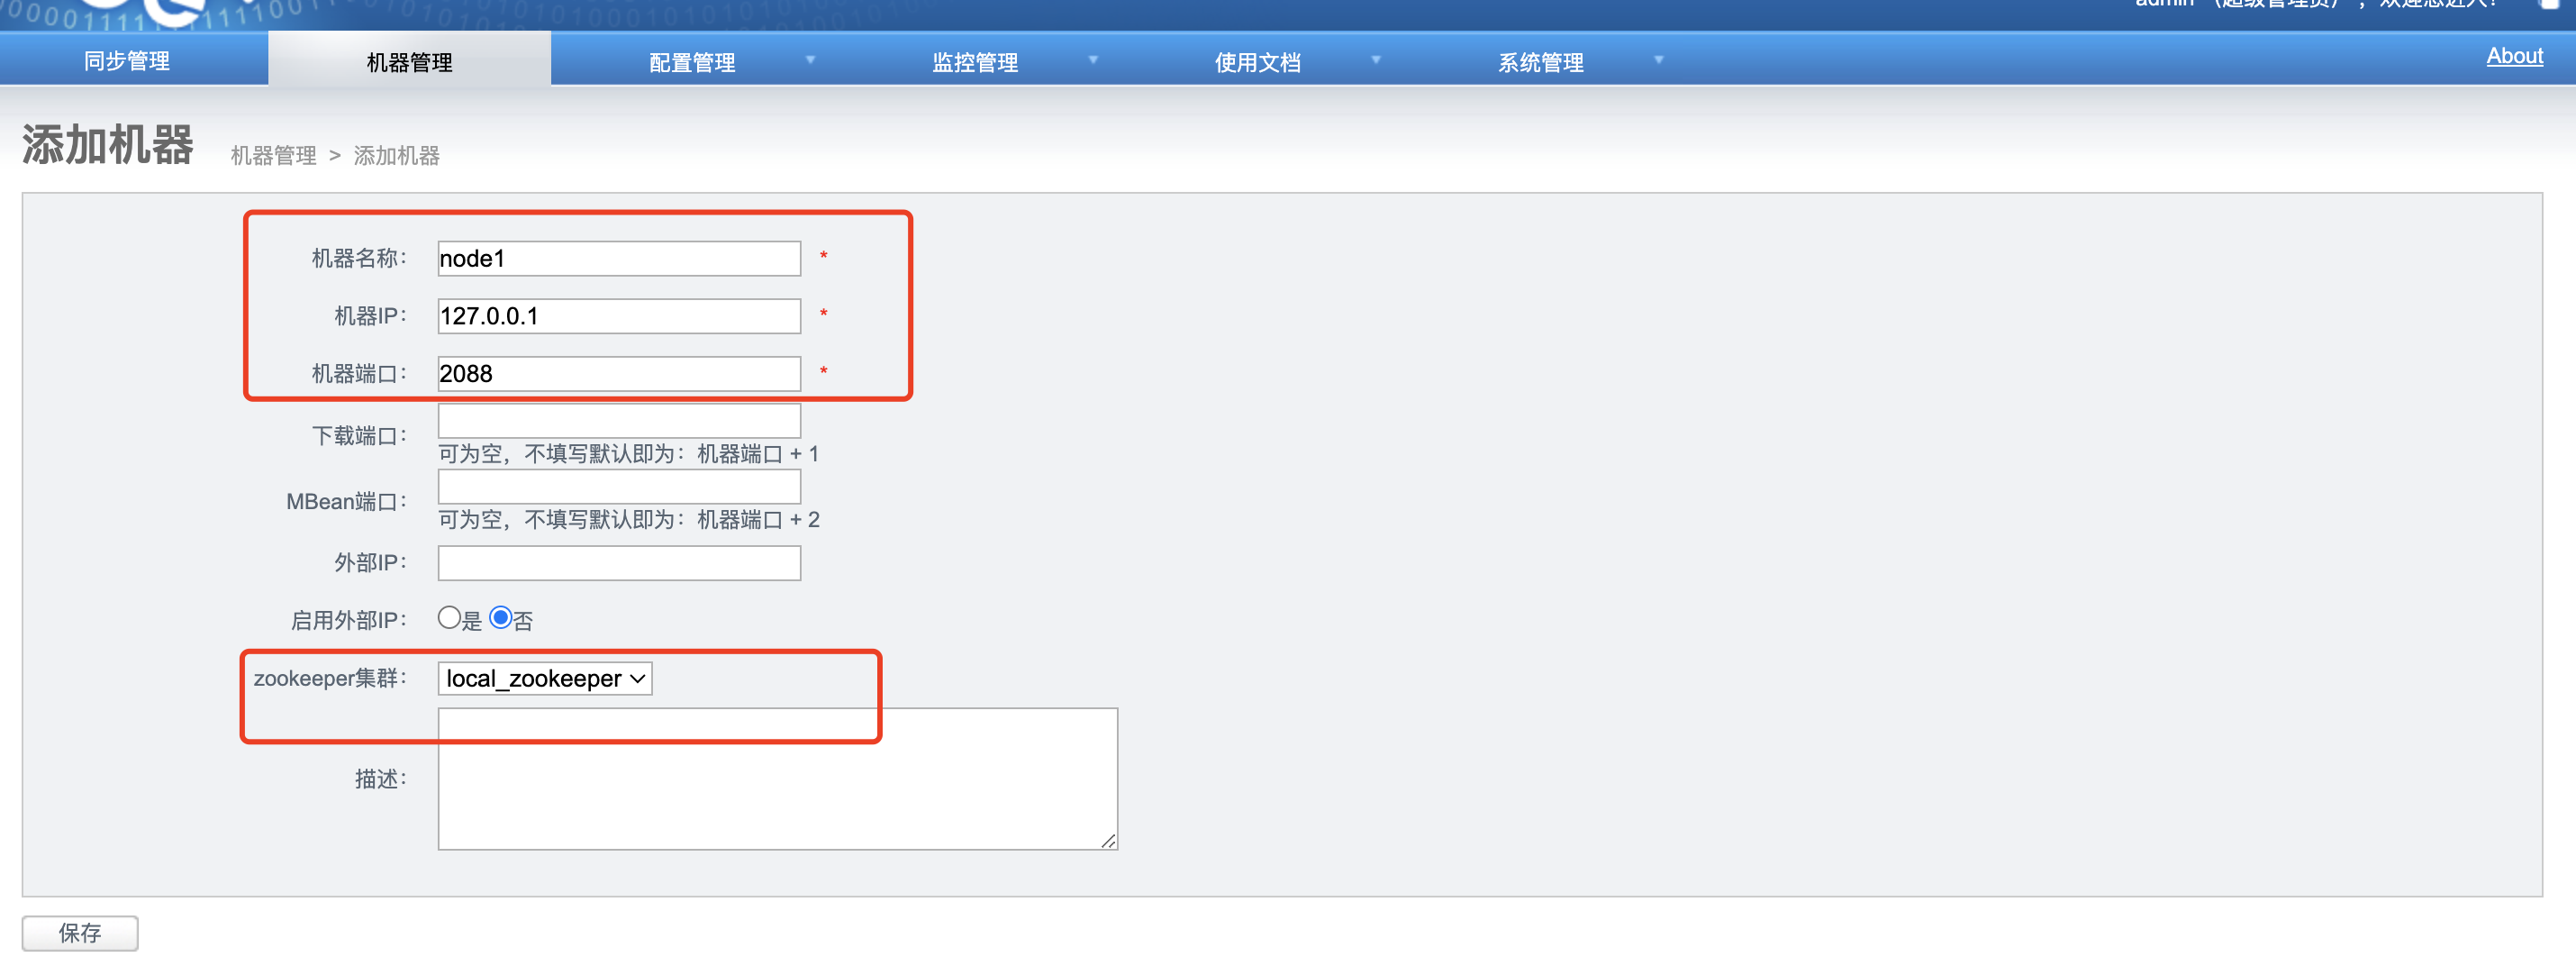 admin （超级管理员），欢迎您进入！
同步管理 机器管理 配置管理 监控管理 使用文档 系统管理 About
添加机器 机器管理 > 添加机器
机器名称： node1 *
机器IP： 127.0.0.1 *
机器端口： 2088 *
下载端口：
可为空，不填写默认即为：机器端口 + 1
MBean端口：
可为空，不填写默认即为：机器端口 + 2
外部IP：
启用外部IP： 是 否
zookeeper集群： local_zookeeper
描述：
保存